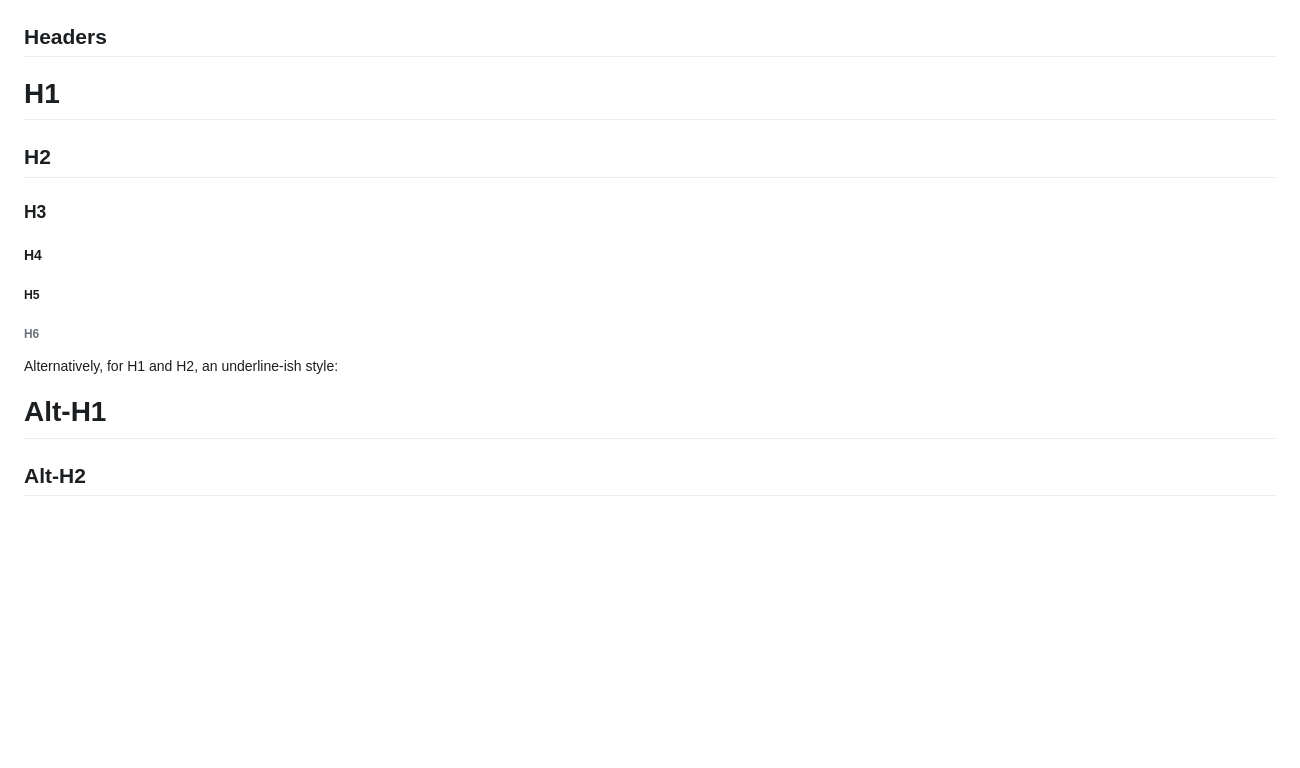 Headers
H1
H2
H3
H4
H5
H6
Alternatively, for H1 and H2, an underline-ish style:
Alt-H1
Alt-H2